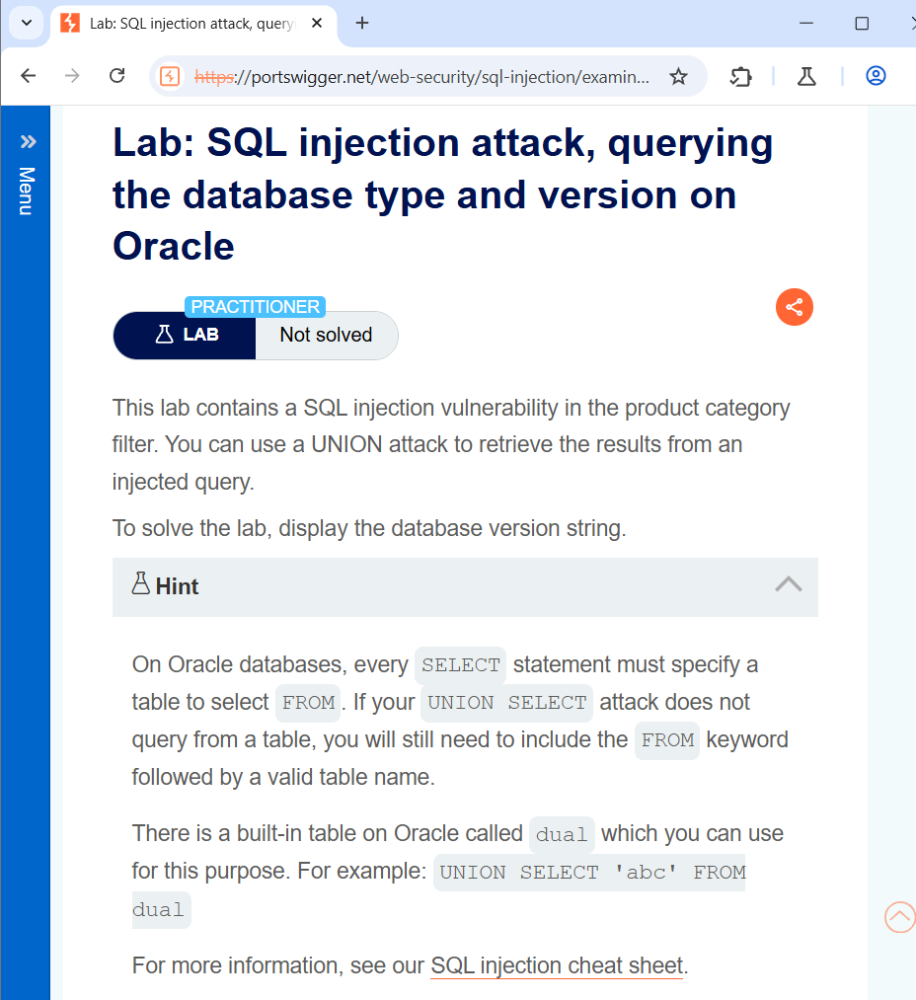 Lab: SQL injection attack, query
https://portswigger.net/web-security/sql-injection/examin...
Menu
Lab: SQL injection attack, querying
the database type and version on
Oracle
PRACTITIONER
LAB
Not solved
This lab contains a SQL injection vulnerability in the product category
filter. You can use a UNION attack to retrieve the results from an
injected query.
To solve the lab, display the database version string.
Hint
On Oracle databases, every SELECT statement must specify a
table to select FROM. If your UNION SELECT attack does not
query from a table, you will still need to include the FROM keyword
followed by a valid table name.
There is a built-in table on Oracle called dual which you can use
for this purpose. For example: UNION SELECT 'abc' FROM
dual
For more information, see our SQL injection cheat sheet.